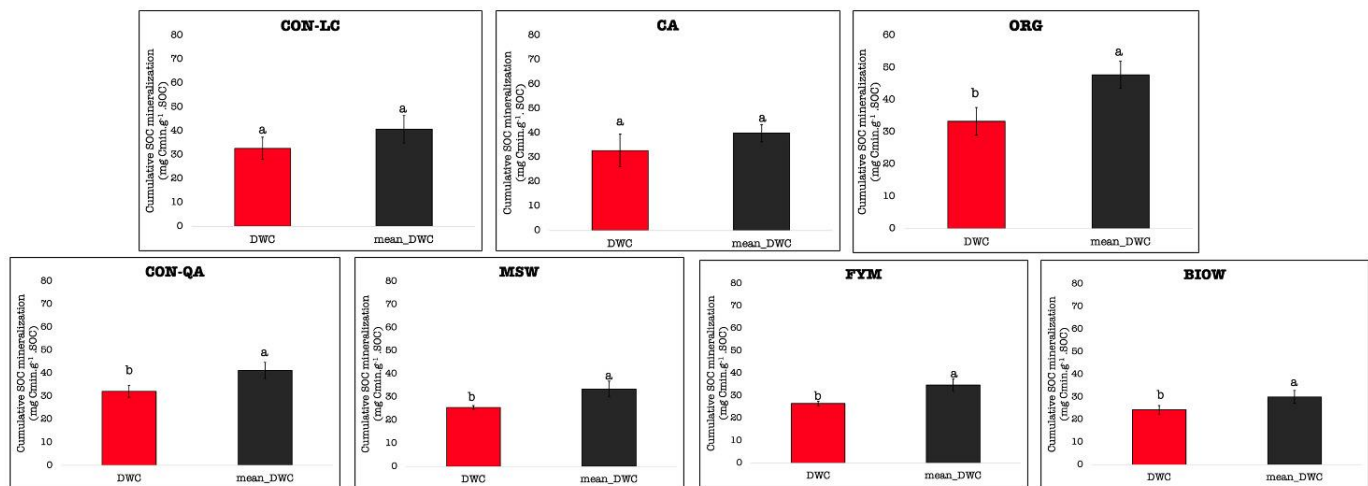 CON-LC
Cumulative SOC mineralization
(mg Cmin.g⁻¹ .SOC)
80
70
60
50
40
30
20
10
0
a
a
DWC
mean_DWC
CA
Cumulative SOC mineralization
(mg Cmin.g⁻¹. SOC)
80
70
60
50
40
30
20
10
0
a
a
DWC
mean_DWC
ORG
Cumulative SOC mineralization
(mg Cmin.g⁻¹ .SOC)
60
50
40
30
20
10
0
b
a
DWC
mean_DWC
CON-QA
Cumulative SOC mineralization
(mg Cmin.g⁻¹ .SOC)
80
70
60
50
40
30
20
10
0
b
a
DWC
mean_DWC
MSW
Cumulative SOC mineralization
(mg Cmin.g⁻¹ .SOC)
80
70
60
50
40
30
20
10
0
b
a
DWC
mean_DWC
FYM
Cumulative SOC mineralization
(mg Cmin.g⁻¹ .SOC)
80
70
60
50
40
30
20
10
0
b
a
DWC
mean_DWC
BIOW
Cumulative SOC mineralization
(mg Cmin.g⁻¹ .SOC)
80
70
60
50
40
30
20
10
0
b
a
DWC
mean_DWC